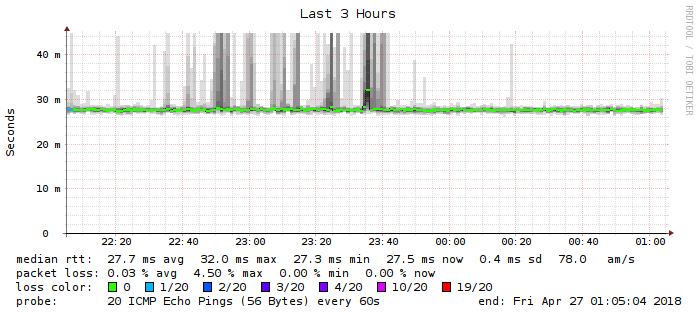 Last 3 Hours
RRDTOOL / TOBI OETIKER
Seconds
40 m
30 m
20 m
10 m
0
22:20 22:40 23:00 23:20 23:40 00:00 00:20 00:40 01:00
median rtt: 27.7 ms avg 32.0 ms max 27.3 ms min 27.5 ms now 0.4 ms sd 78.0 am/s
packet loss: 0.03 % avg 4.50 % max 0.00 % min 0.00 % now
loss color: 0 1/20 2/20 3/20 4/20 10/20 19/20
probe: 20 ICMP Echo Pings (56 Bytes) every 60s end: Fri Apr 27 01:05:04 2018